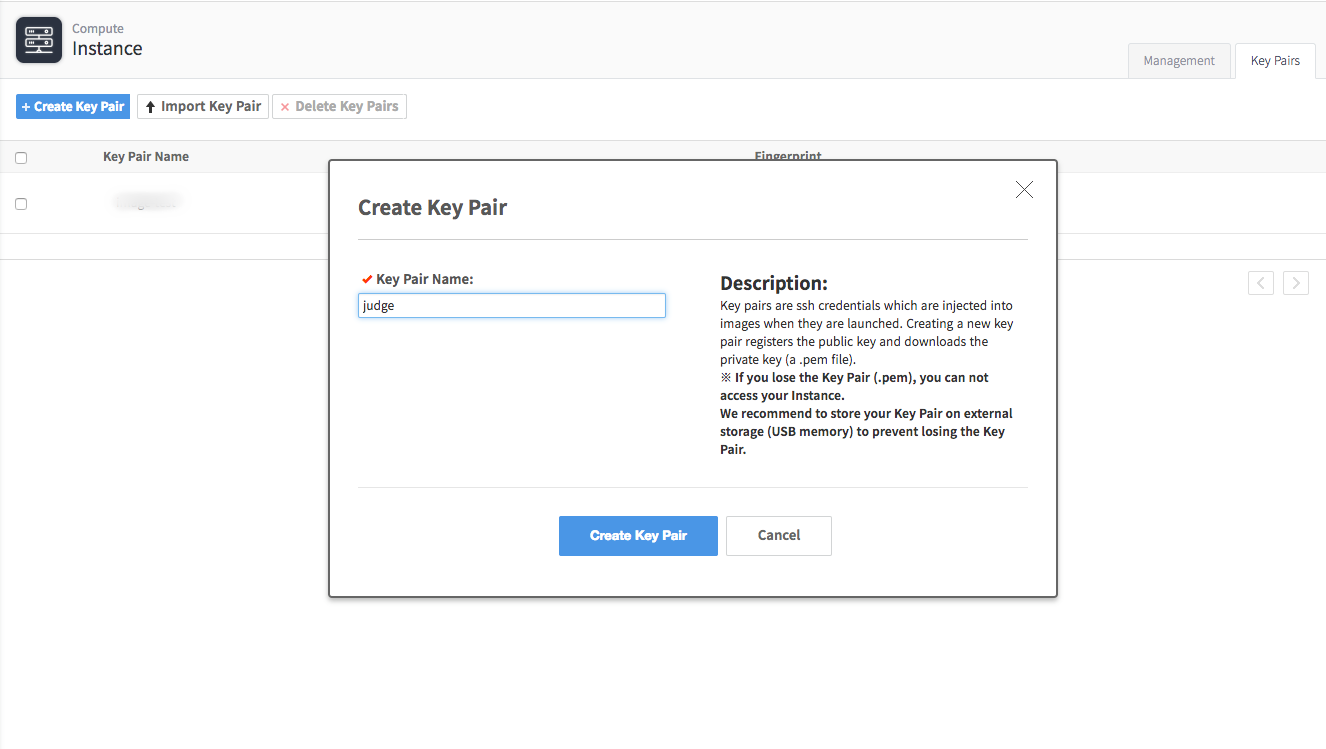 Compute
Instance
Management
Key Pairs
+ Create Key Pair
Import Key Pair
× Delete Key Pairs
Key Pair Name
Fingerprint
Create Key Pair
Key Pair Name:
judge
Description:
Key pairs are ssh credentials which are injected into
images when they are launched. Creating a new key
pair registers the public key and downloads the
private key (a .pem file).
※ If you lose the Key Pair (.pem), you can not
access your Instance.
We recommend to store your Key Pair on external
storage (USB memory) to prevent losing the Key
Pair.
Create Key Pair
Cancel